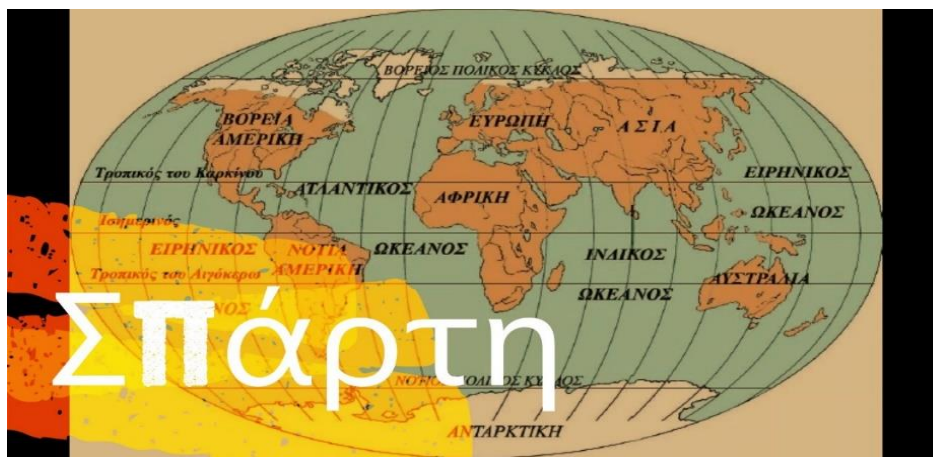 ΒΟΡΕΙΟΣ ΠΟΛΙΚΟΣ ΚΥΚΛΟΣ
ΒΟΡΕΙΑ
ΑΜΕΡΙΚΗ
ΕΥΡΩΠΗ
ΑΣΙΑ
Τροπικός του Καρκίνου
ΑΤΛΑΝΤΙΚΟΣ
ΑΦΡΙΚΗ
ΕΙΡΗΝΙΚΟΣ
ΩΚΕΑΝΟΣ
Ισημερινός
ΕΙΡΗΝΙΚΟΣ
ΝΟΤΙΑ
ΑΜΕΡΙΚΗ
ΩΚΕΑΝΟΣ
ΙΝΔΙΚΟΣ
ΩΚΕΑΝΟΣ
Τροπικός του Αιγόκερω
ΑΥΣΤΡΑΛΙΑ
Σπάρτη
ΠΟΛΙΚΟΣ
ΑΝΤΑΡΚΤΙΚΗ